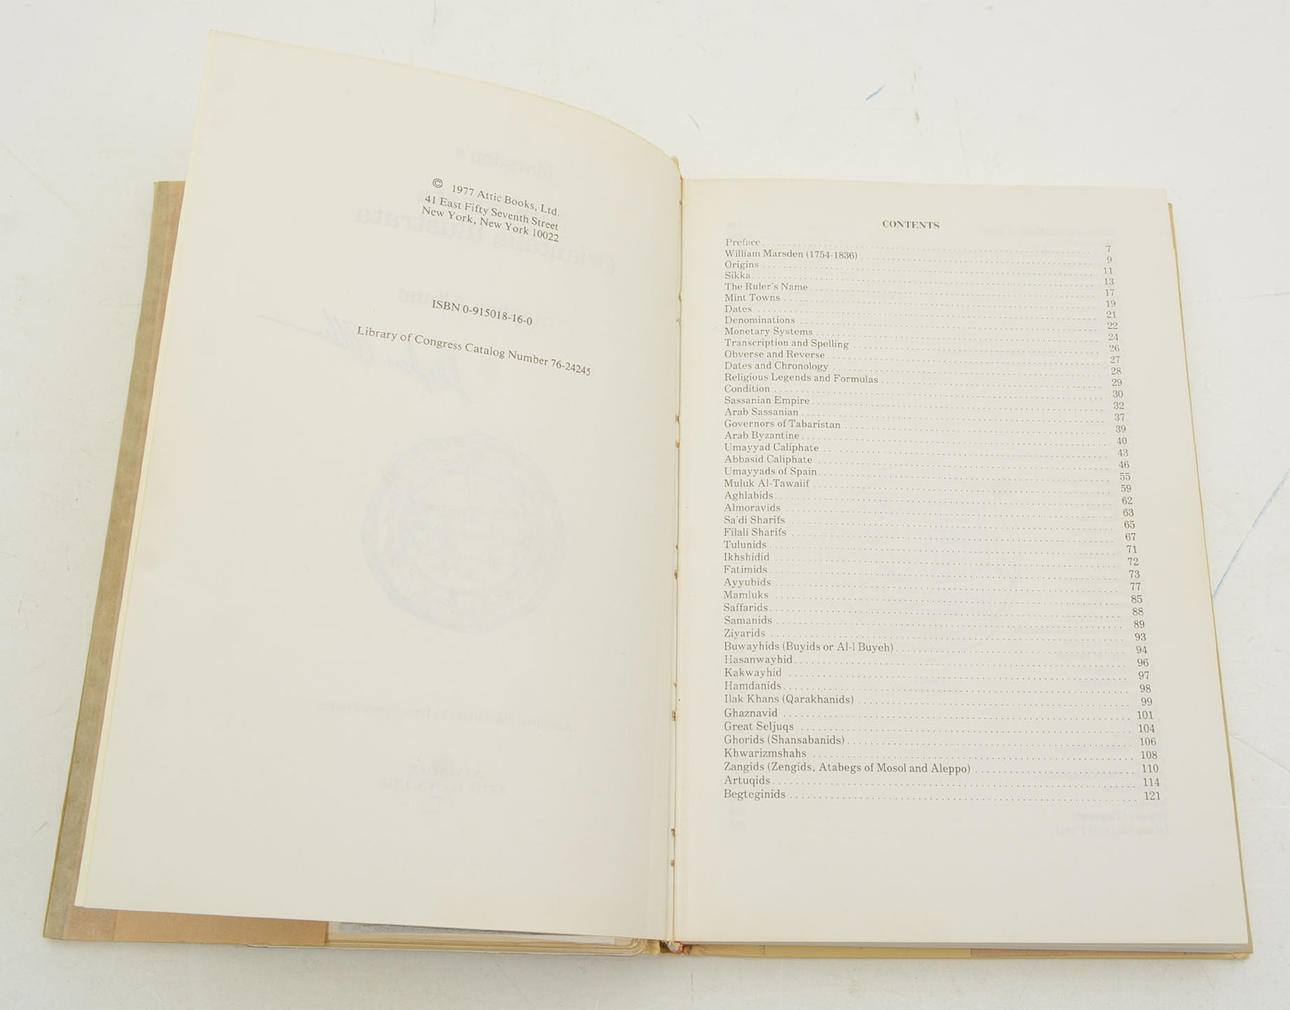 © 1977 Attic Books, Ltd.
41 East Fifty Seventh Street
New York, New York 10022
ISBN 0-915018-16-0
Library of Congress Catalog Number 76-24245
CONTENTS
Preface 7
William Marsden (1754-1836) 9
Origins 11
Sikka 13
The Ruler's Name 17
Mint Towns 19
Dates 21
Denominations 22
Monetary Systems 24
Transcription and Spelling 26
Obverse and Reverse 27
Dates and Chronology 28
Religious Legends and Formulas 29
Condition 30
Sassanian Empire 32
Arab Sassanian 37
Governors of Tabaristan 39
Arab Byzantine 40
Umayyad Caliphate 43
Abbasid Caliphate 46
Umayyads of Spain 55
Muluk Al-Tawaiif 59
Aghlabids 62
Almoravids 63
Sa'di Sharifs 65
Filali Sharifs 67
Tulunids 71
Ikhshidid 72
Fatimids 73
Ayyubids 77
Mamluks 85
Saffarids 88
Samanids 89
Ziyarids 93
Buwayhids (Buyids or Al-i Buyeh) 94
Hasanwayhid 96
Kakwayhid 97
Hamdanids 98
Ilak Khans (Qarakhanids) 99
Ghaznavid 101
Great Seljuqs 104
Ghorids (Shansabanids) 106
Khwarizmshahs 108
Zangids (Zengids, Atabegs of Mosol and Aleppo) 110
Artuqids 114
Begteginids 121